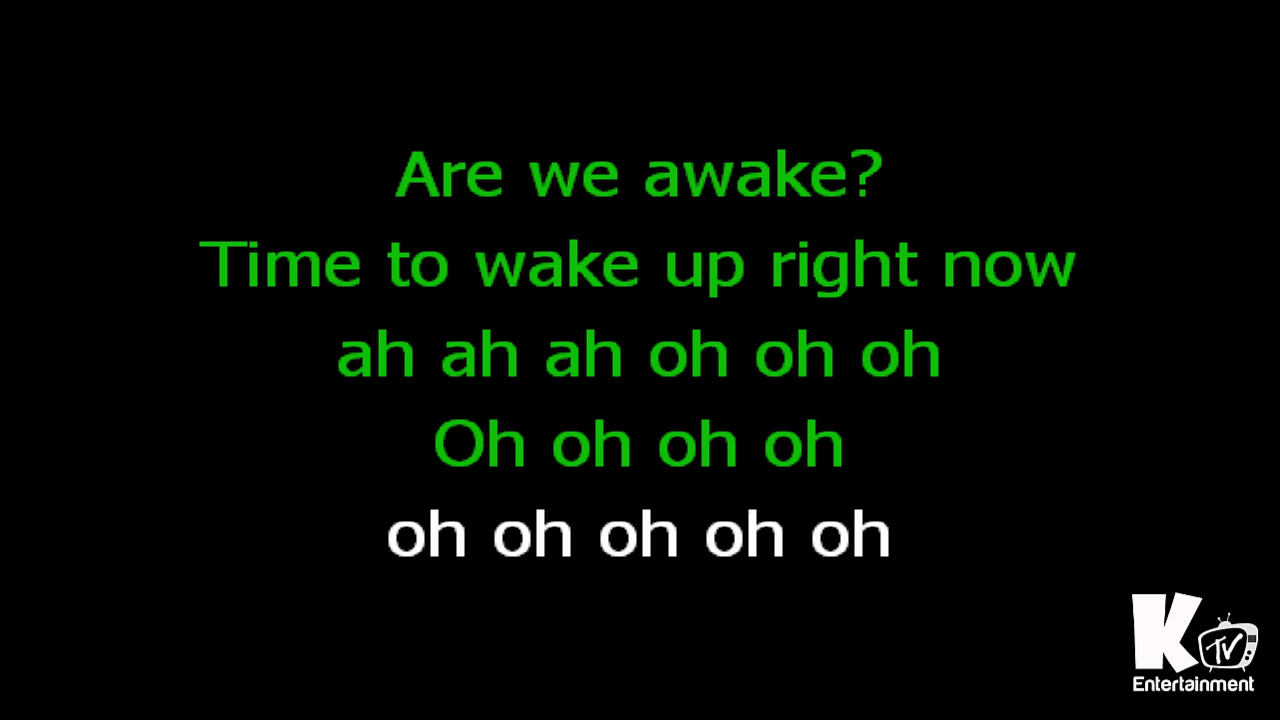 Are we awake?
Time to wake up right now
ah ah ah oh oh oh
Oh oh oh oh
oh oh oh oh oh
K TV
Entertainment